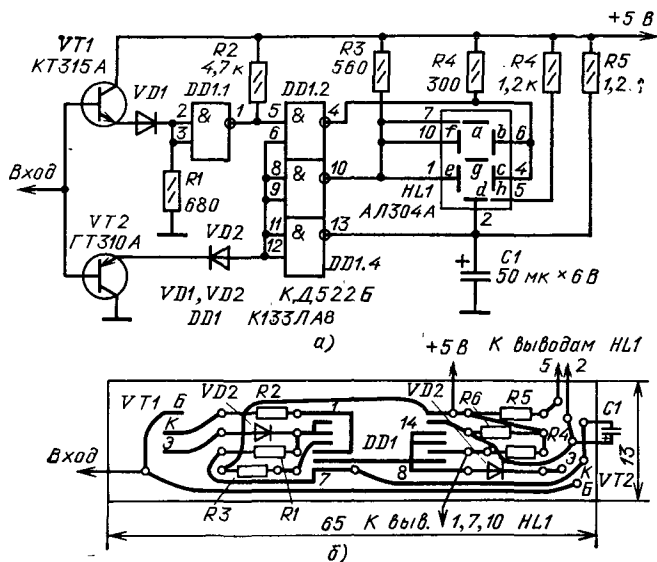 +5 В
VT1
КТ315А
VD1
R2
4,7к
R3
560
R4
300
R4
1,2к
R5
1,2
DD1.1
2
3
&
1
DD1.2
5
6
&
4
8
9
&
10
11
12
&
13
DD1.4
7
10
1
f
a
b
e
g
c
d
h
6
4
5
2
HL1
АЛ304А
Вход
R1
680
VT2
ГТ310А
VD2
C1
50 мк × 6 В
+
VD1, VD2 КД522Б
DD1 К133ЛА8
а)
+5 В
К выводам HL1
5 2
VT1
Б
К
Э
VD2
R2
1
14
DD1
7
8
VD2
R6
R5
R4
C1
+
Э
К
Б
VT2
13
Вход
R3
R1
65
К выв. 1,7,10 HL1
б)